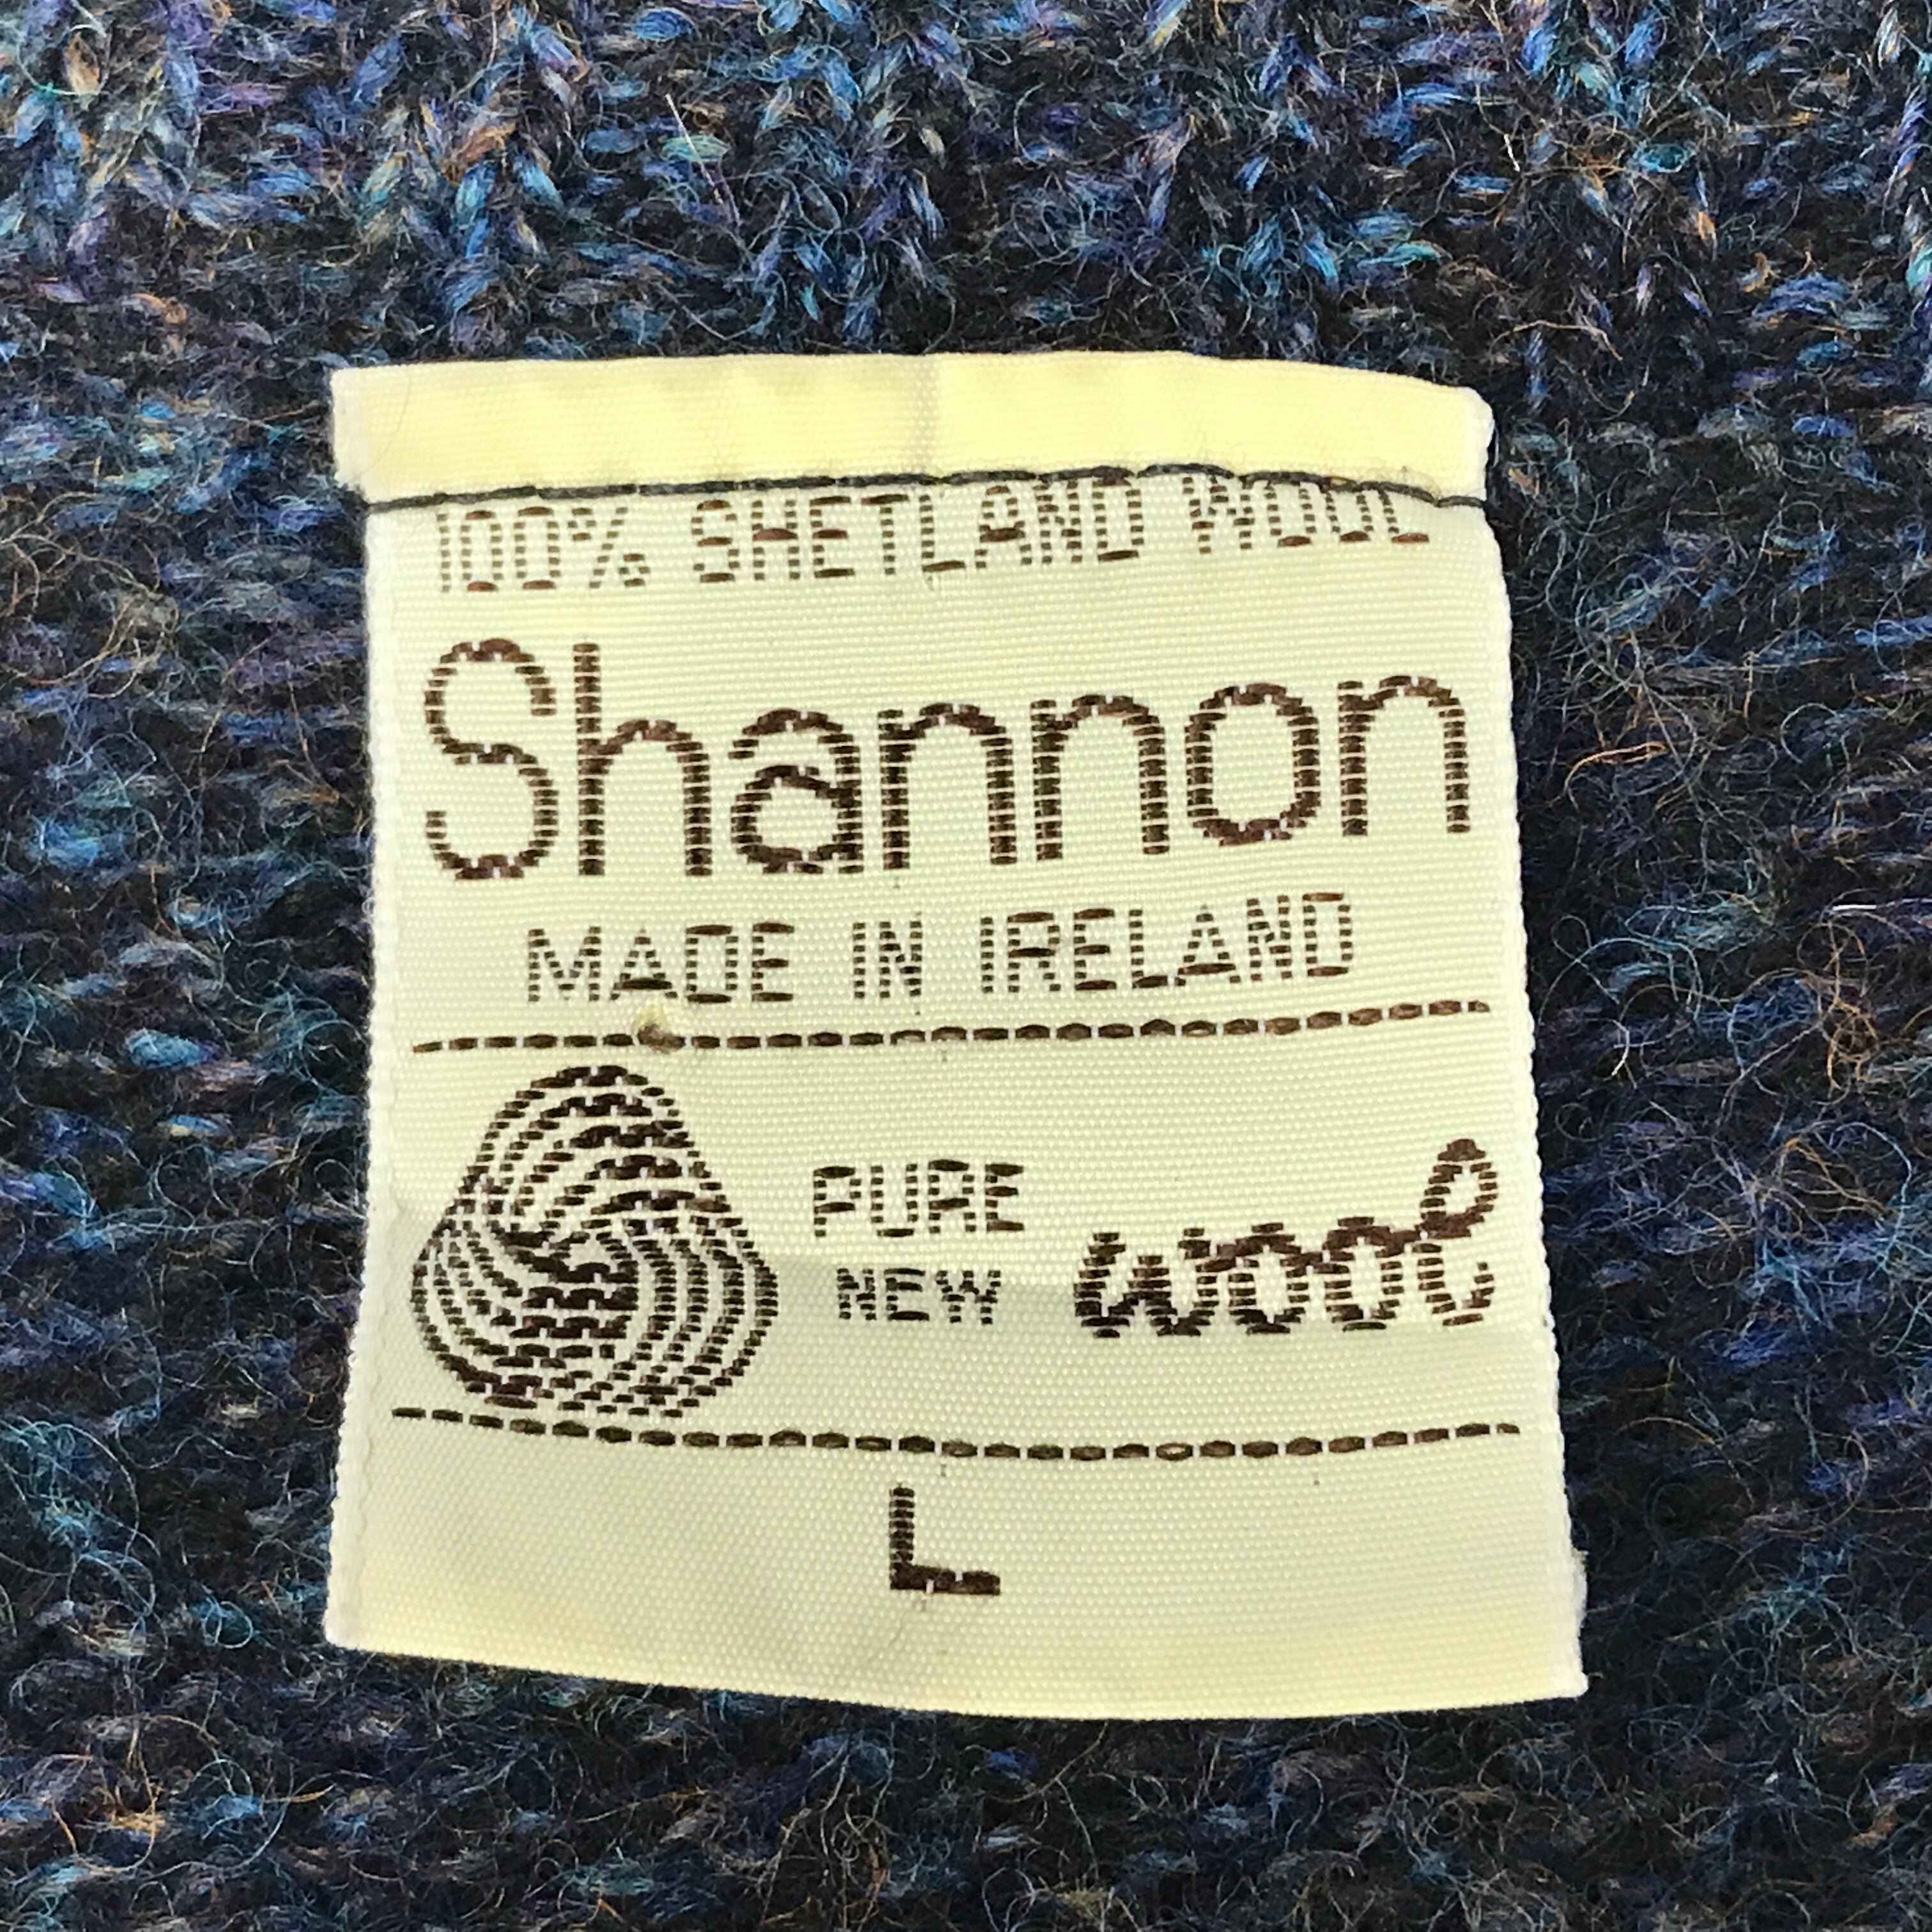 100% SHETLAND WOOL
Shannon
MADE IN IRELAND
PURE
NEW wool
L